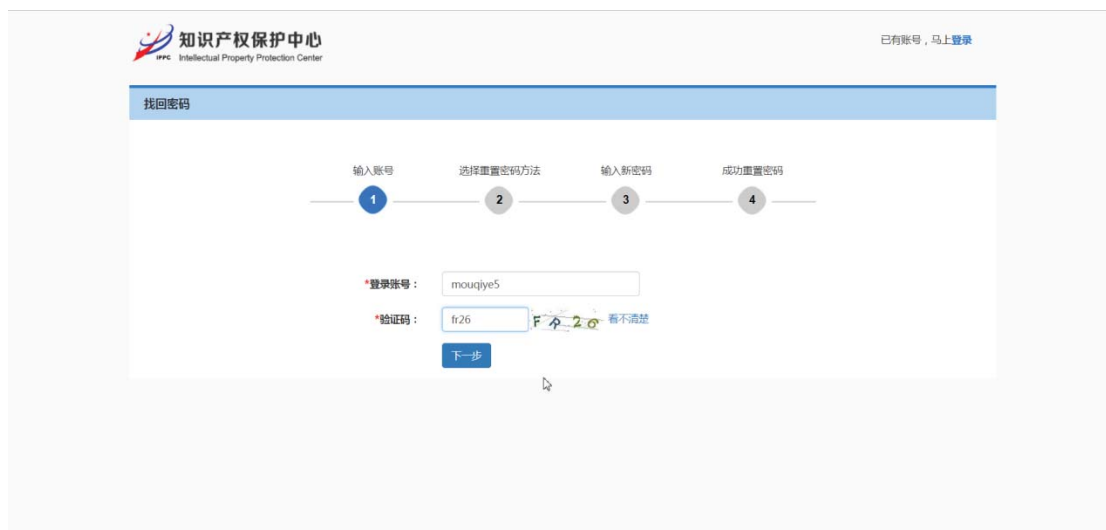 知识产权保护中心
IPPC Intellectual Property Protection Center
已有账号，马上登录
找回密码
输入账号 选择重置密码方法 输入新密码 成功重置密码
1 2 3 4
*登录账号： mouqiye5
*验证码： fr26 FR26 看不清楚
下一步